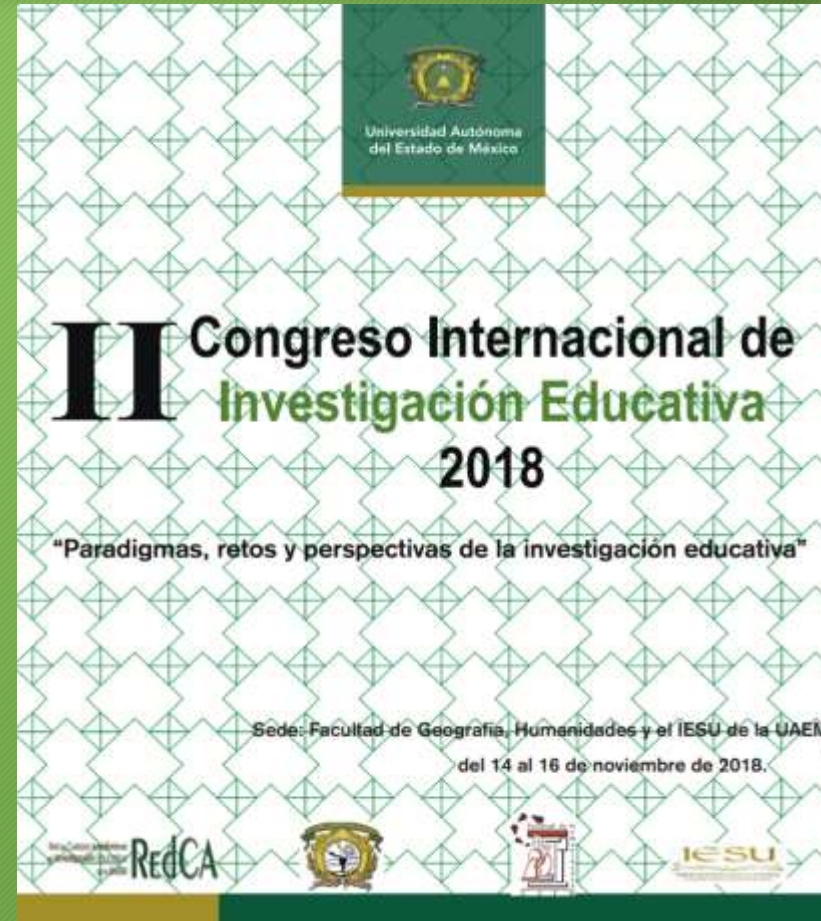 Universidad Autónoma
del Estado de México
II Congreso Internacional de
Investigación Educativa
2018
"Paradigmas, retos y perspectivas de la investigación educativa"
Sede: Facultad de Geografía, Humanidades y el IESU de la UAEM
del 14 al 16 de noviembre de 2018.
REdCA
IESU